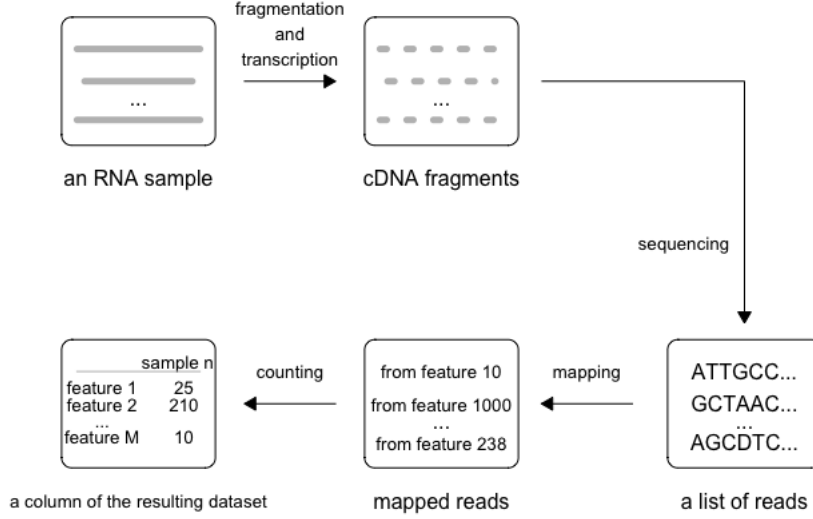 fragmentation
and
transcription
...
...
an RNA sample
cDNA fragments
sequencing
sample n
feature 1 25
feature 2 210
...
feature M 10
counting
from feature 10
from feature 1000
...
from feature 238
mapping
ATTGCC...
GCTAAC...
...
AGCDTC...
a column of the resulting dataset
mapped reads
a list of reads